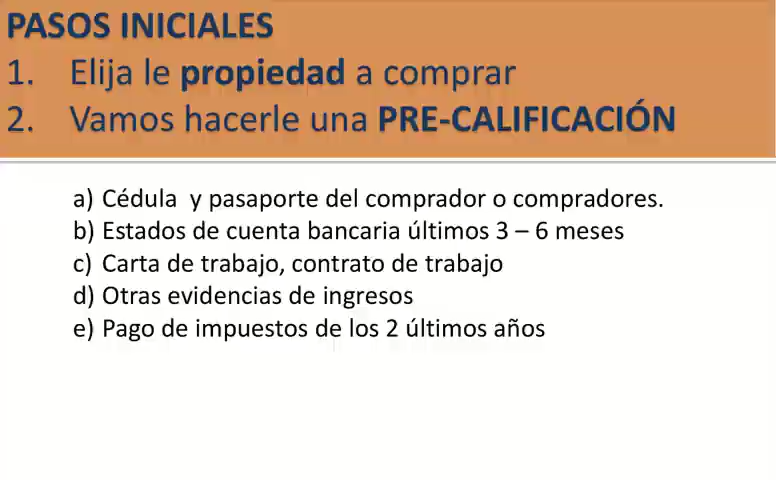 PASOS INICIALES
1. Elija le propiedad a comprar
2. Vamos hacerle una PRE-CALIFICACIÓN
a) Cédula y pasaporte del comprador o compradores.
b) Estados de cuenta bancaria últimos 3 – 6 meses
c) Carta de trabajo, contrato de trabajo
d) Otras evidencias de ingresos
e) Pago de impuestos de los 2 últimos años